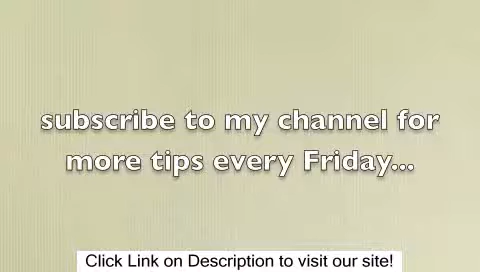 subscribe to my channel for
more tips every Friday...
Click Link on Description to visit our site!